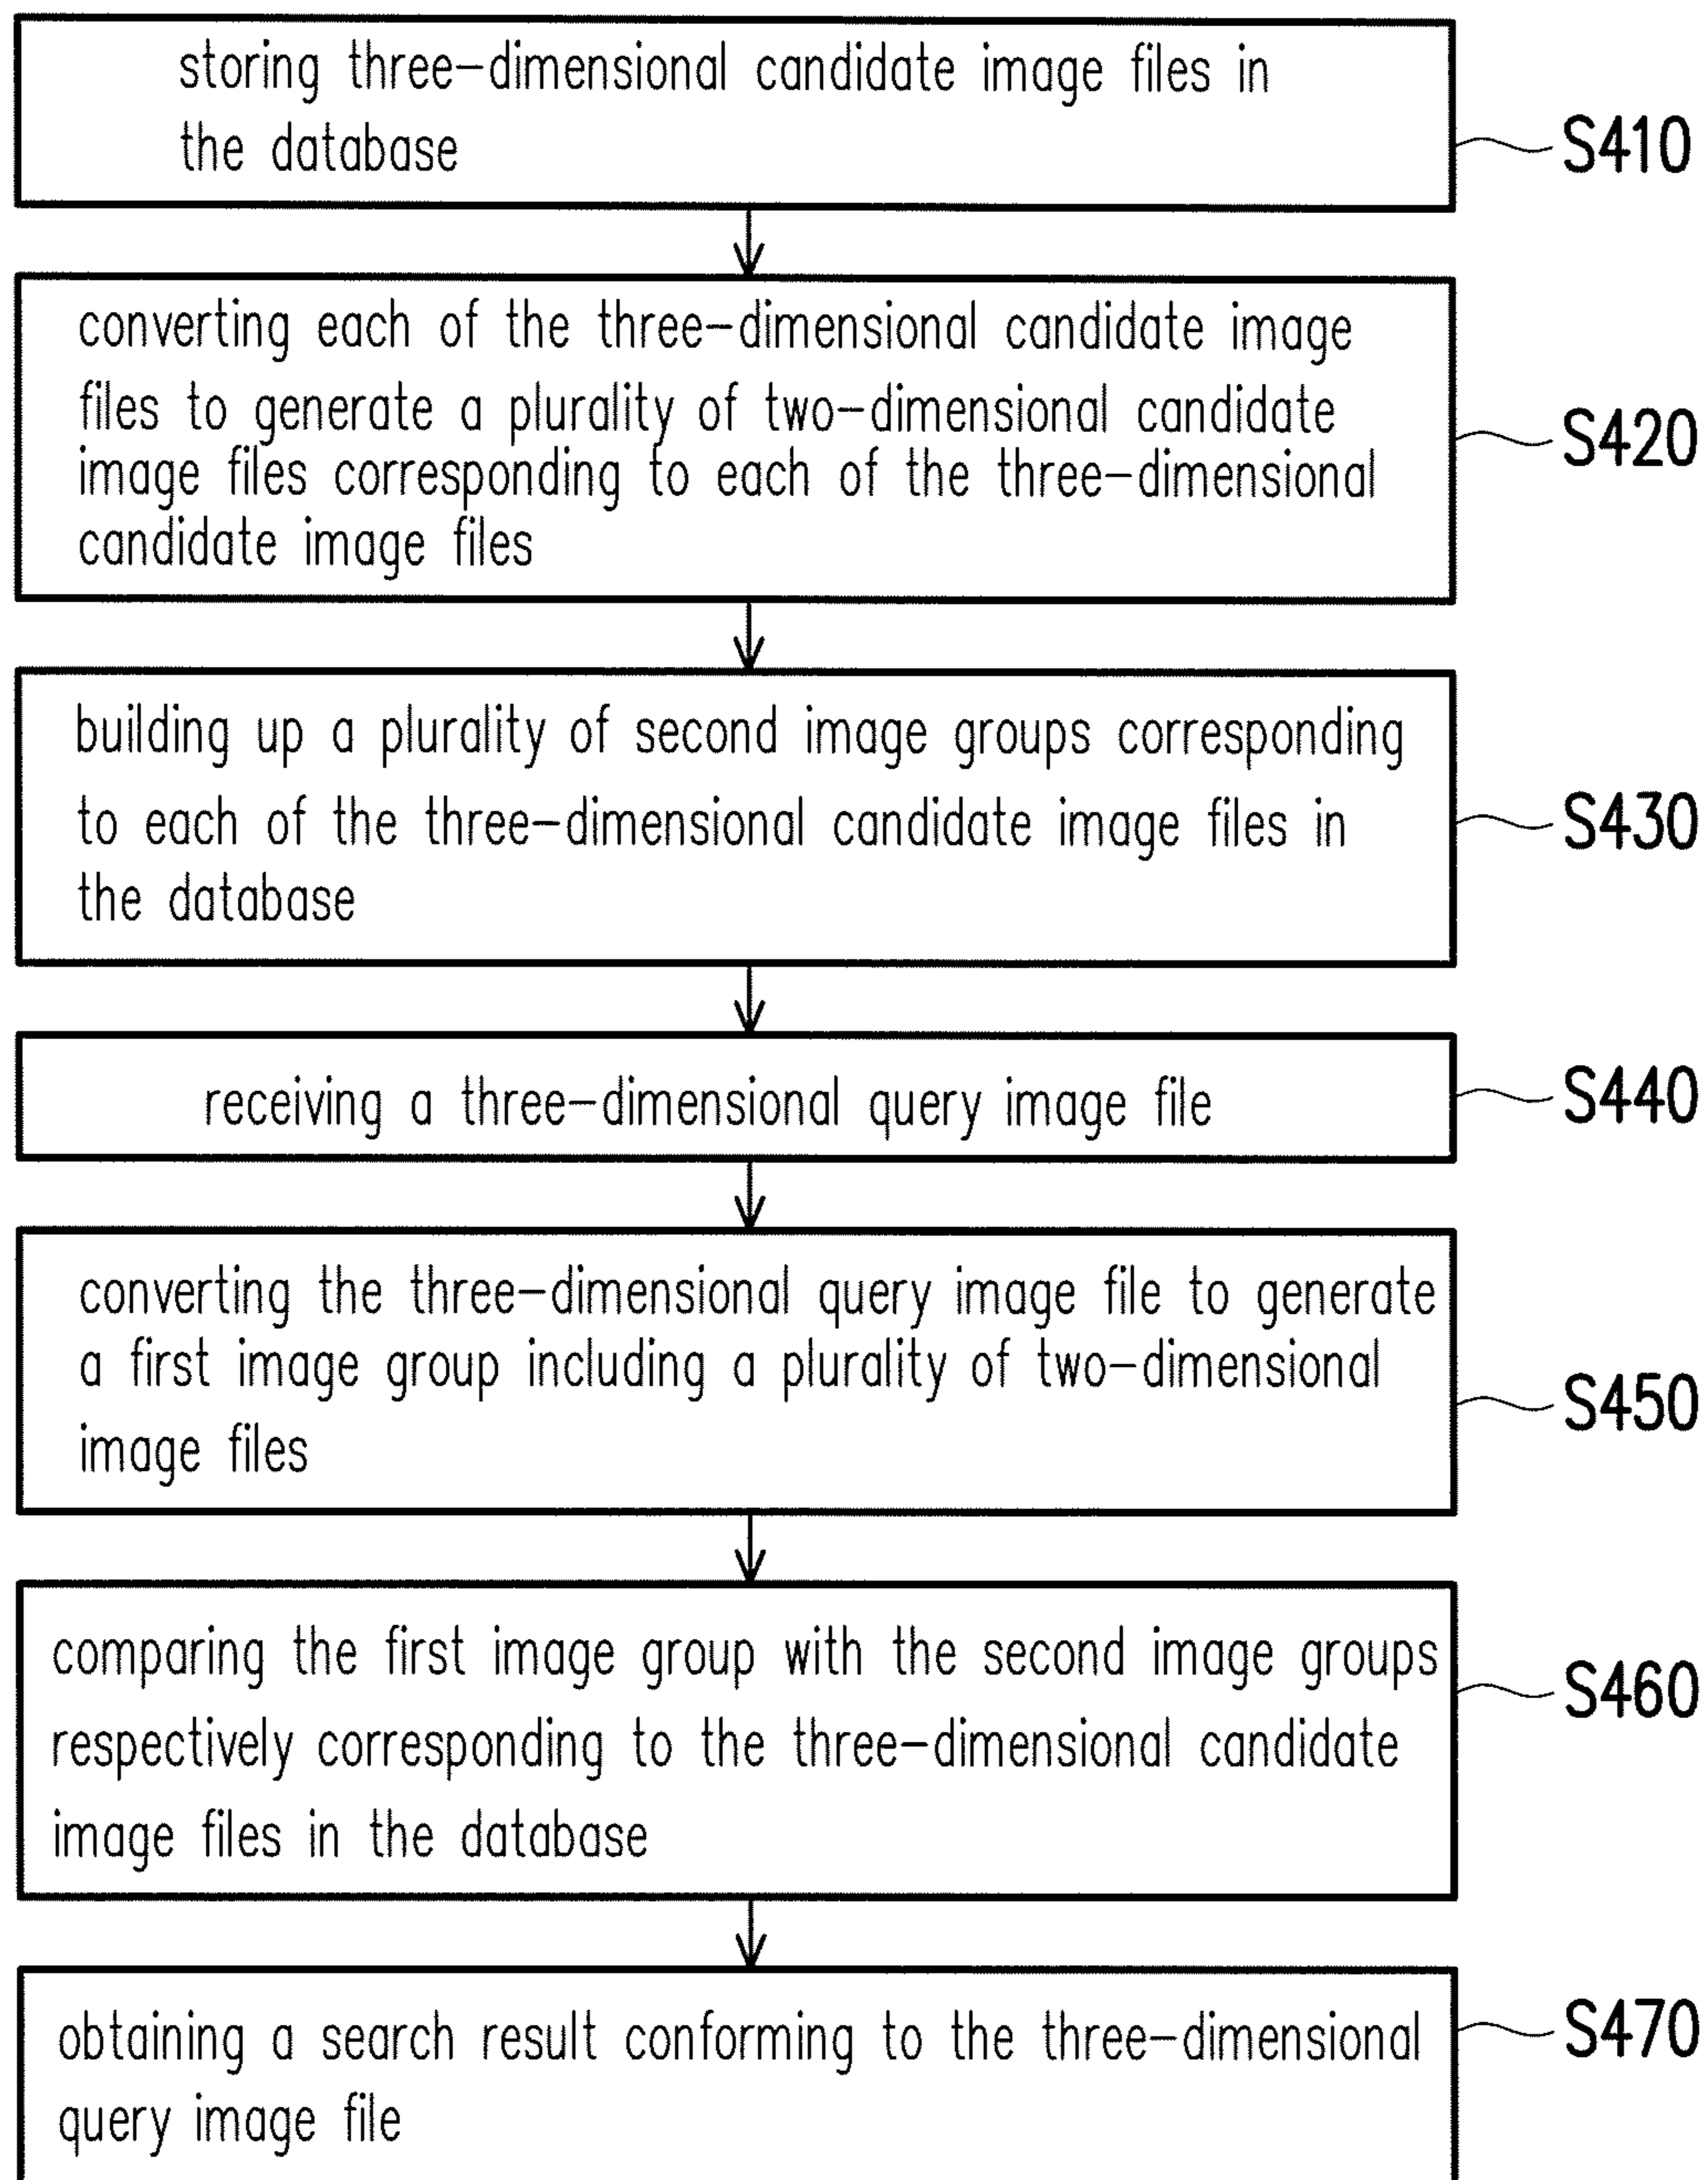 storing three-dimensional candidate image files in
the database
S410
converting each of the three-dimensional candidate image
files to generate a plurality of two-dimensional candidate
image files corresponding to each of the three-dimensional
candidate image files
S420
building up a plurality of second image groups corresponding
to each of the three-dimensional candidate image files in
the database
S430
receiving a three-dimensional query image file
S440
converting the three-dimensional query image file to generate
a first image group including a plurality of two-dimensional
image files
S450
comparing the first image group with the second image groups
respectively corresponding to the three-dimensional candidate
image files in the database
S460
obtaining a search result conforming to the three-dimensional
query image file
S470